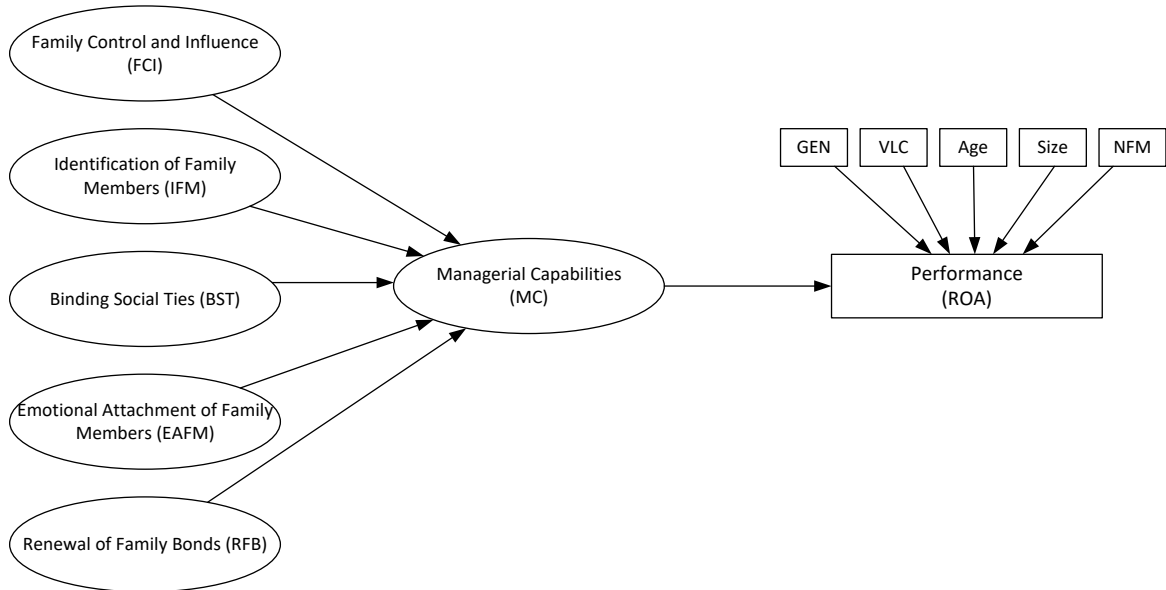 Family Control and Influence
(FCI)
Identification of Family
Members (IFM)
Binding Social Ties (BST)
Emotional Attachment of Family
Members (EAFM)
Renewal of Family Bonds (RFB)
Managerial Capabilities
(MC)
GEN
VLC
Age
Size
NFM
Performance
(ROA)